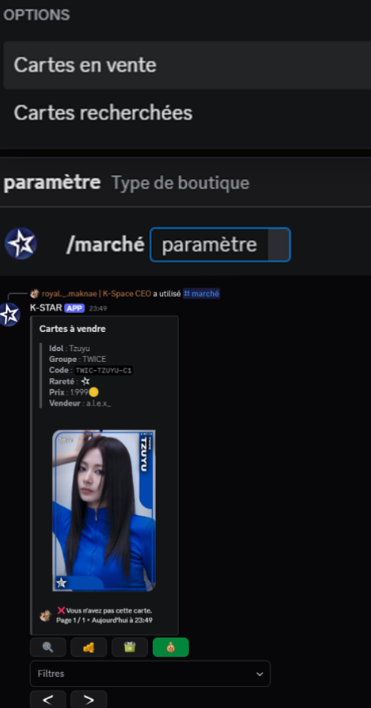 OPTIONS
Cartes en vente
Cartes recherchées
paramètre Type de boutique
/marché paramètre
royal._.maknae | K-Space CEO a utilisé marché
K-STAR APP 23:49
Cartes à vendre
Idol : Tzuyu
Groupe : TWICE
Code : TWIC-TZUYU-C1
Rareté :
Prix : 1999
Vendeur : a.l.e.x_
TZUYU
❌Vous n'avez pas cette carte.
Page 1 / 1 • Aujourd'hui à 23:49
Filtres
< >